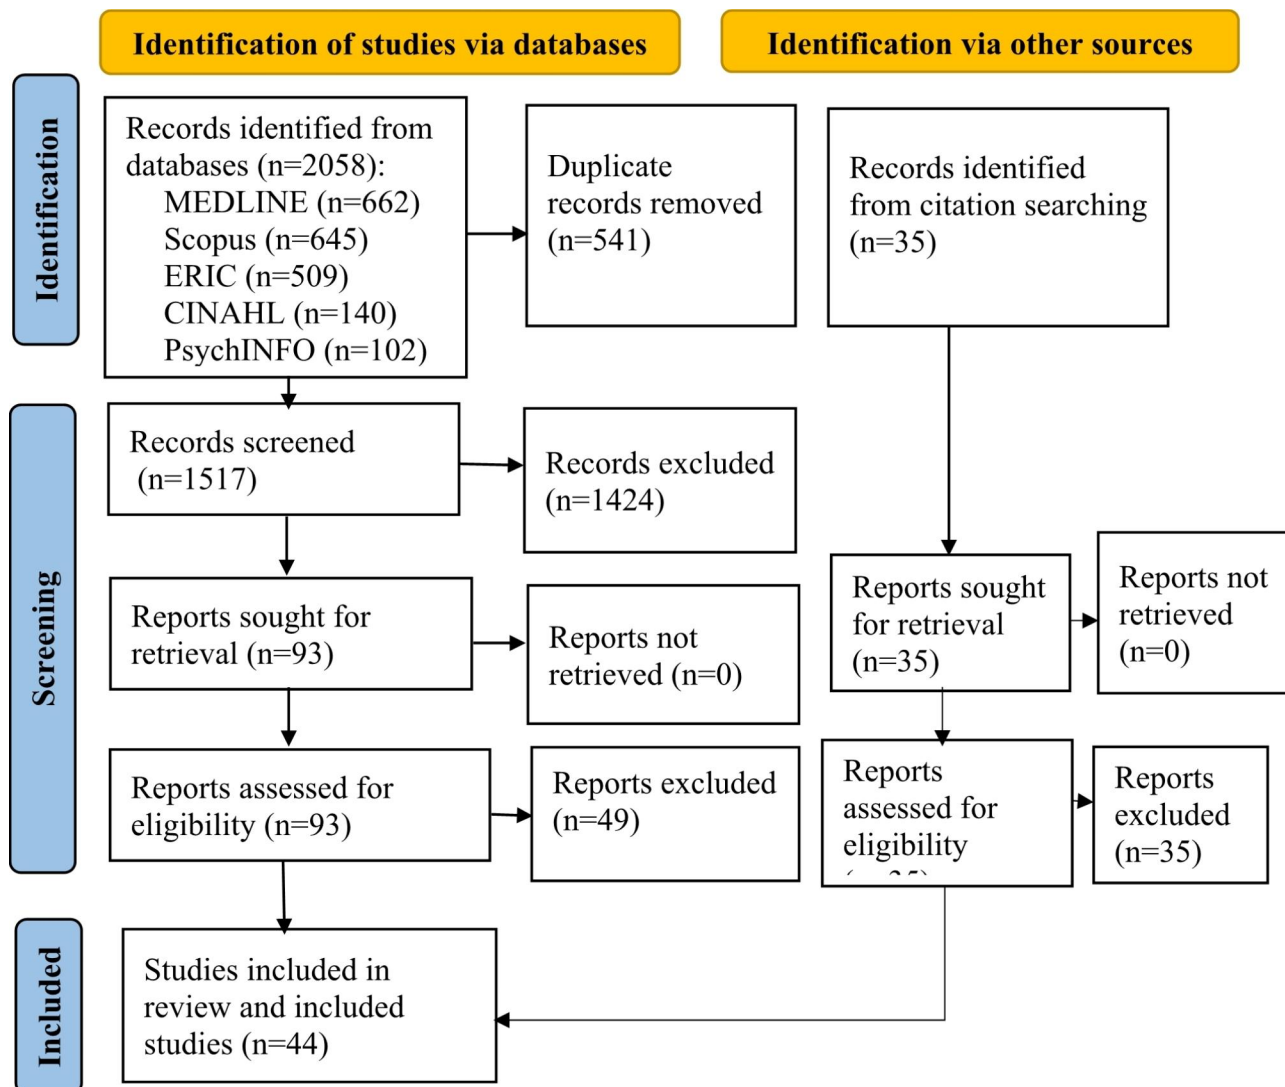 Identification of studies via databases
Identification via other sources
Identification
Records identified from
databases (n=2058):
MEDLINE (n=662)
Scopus (n=645)
ERIC (n=509)
CINAHL (n=140)
PsychINFO (n=102)
Duplicate
records removed
(n=541)
Records identified
from citation searching
(n=35)
Screening
Records screened
(n=1517)
Records excluded
(n=1424)
Reports sought for
retrieval (n=93)
Reports not
retrieved (n=0)
Reports sought
for retrieval
(n=35)
Reports not
retrieved
(n=0)
Reports assessed for
eligibility (n=93)
Reports excluded
(n=49)
Reports
assessed for
eligibility
Reports
excluded
(n=35)
Included
Studies included in
review and included
studies (n=44)